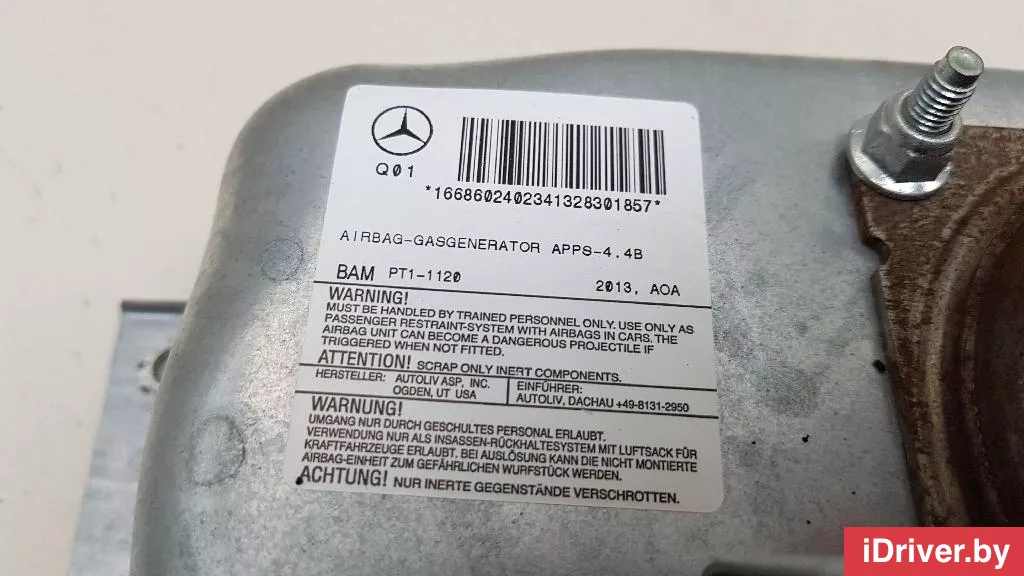 Q01
*1668602402341328301857*
AIRBAG-GASGENERATOR APPS-4.4B
BAM PT1-1120 2013, AOA
WARNING!
MUST BE HANDLED BY TRAINED PERSONNEL ONLY. USE ONLY AS
PASSENGER RESTRAINT-SYSTEM WITH AIRBAGS IN CARS. THE
AIRBAG UNIT CAN BECOME A DANGEROUS PROJECTILE IF
TRIGGERED WHEN NOT FITTED.
ATTENTION! SCRAP ONLY INERT COMPONENTS.
HERSTELLER: AUTOLIV ASP, INC.
OGDEN, UT USA
EINFÜHRER:
AUTOLIV, DACHAU +49-8131-2950
WARNUNG!
UMGANG NUR DURCH GESCHULTES PERSONAL ERLAUBT.
VERWENDUNG NUR ALS INSASSEN-RÜCKHALTESYSTEM MIT LUFTSACK FÜR
KRAFTFAHRZEUGE ERLAUBT. BEI AUSLÖSUNG KANN DIE NICHT MONTIERTE
AIRBAG-EINHEIT ZUM GEFÄHRLICHEN WURFSTÜCK WERDEN.
ACHTUNG! NUR INERTE GEGENSTÄNDE VERSCHROTTEN.
iDriver.by